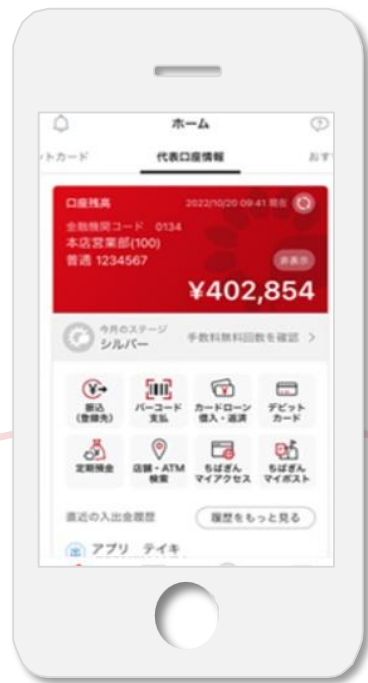 ホーム
ットカード
代表口座情報
おす
口座残高
2022/10/20 09:41 現在
金融機関コード 0134
本店営業部(100)
普通 1234567
非表示
¥402,854
今月のステージ
シルバー
手数料無料回数を確認 >
振込
(登録先)
バーコード
支払
カードローン
借入・返済
デビット
カード
定期預金
店舗・ATM
検索
ちばぎん
マイアクセス
ちばぎん
マイポスト
直近の入出金履歴
履歴をもっと見る
出 アプリ テイキ